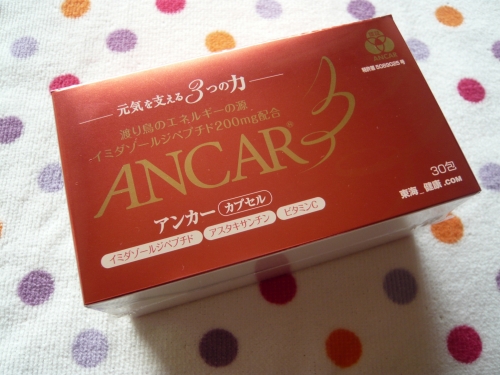 ANCAR
元気を支える3つの力
渡り鳥のエネルギーの源
イミダゾールジペプチド200mg配合
ANCAR®
アンカー カプセル
イミダゾールジペプチド アスタキサンチン ビタミンC
30包
東海_健康.COM